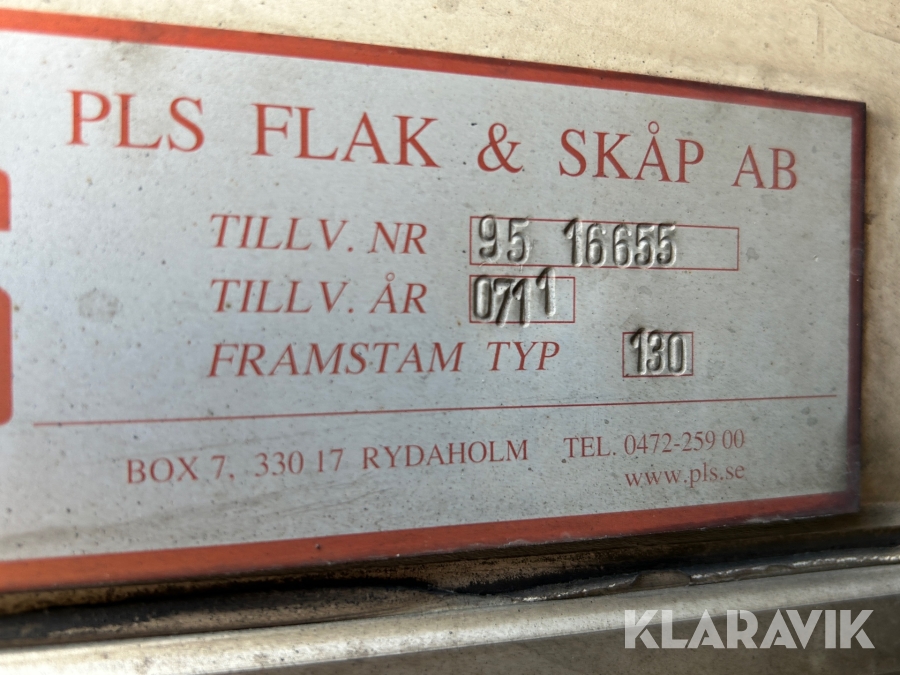 PLS FLAK & SKÅP AB
TILLV. NR 95 16655
TILLV. ÅR 0711
FRAMSTAM TYP 130
BOX 7, 330 17 RYDAHOLM TEL. 0472-259 00
www.pls.se
KLARAVIK